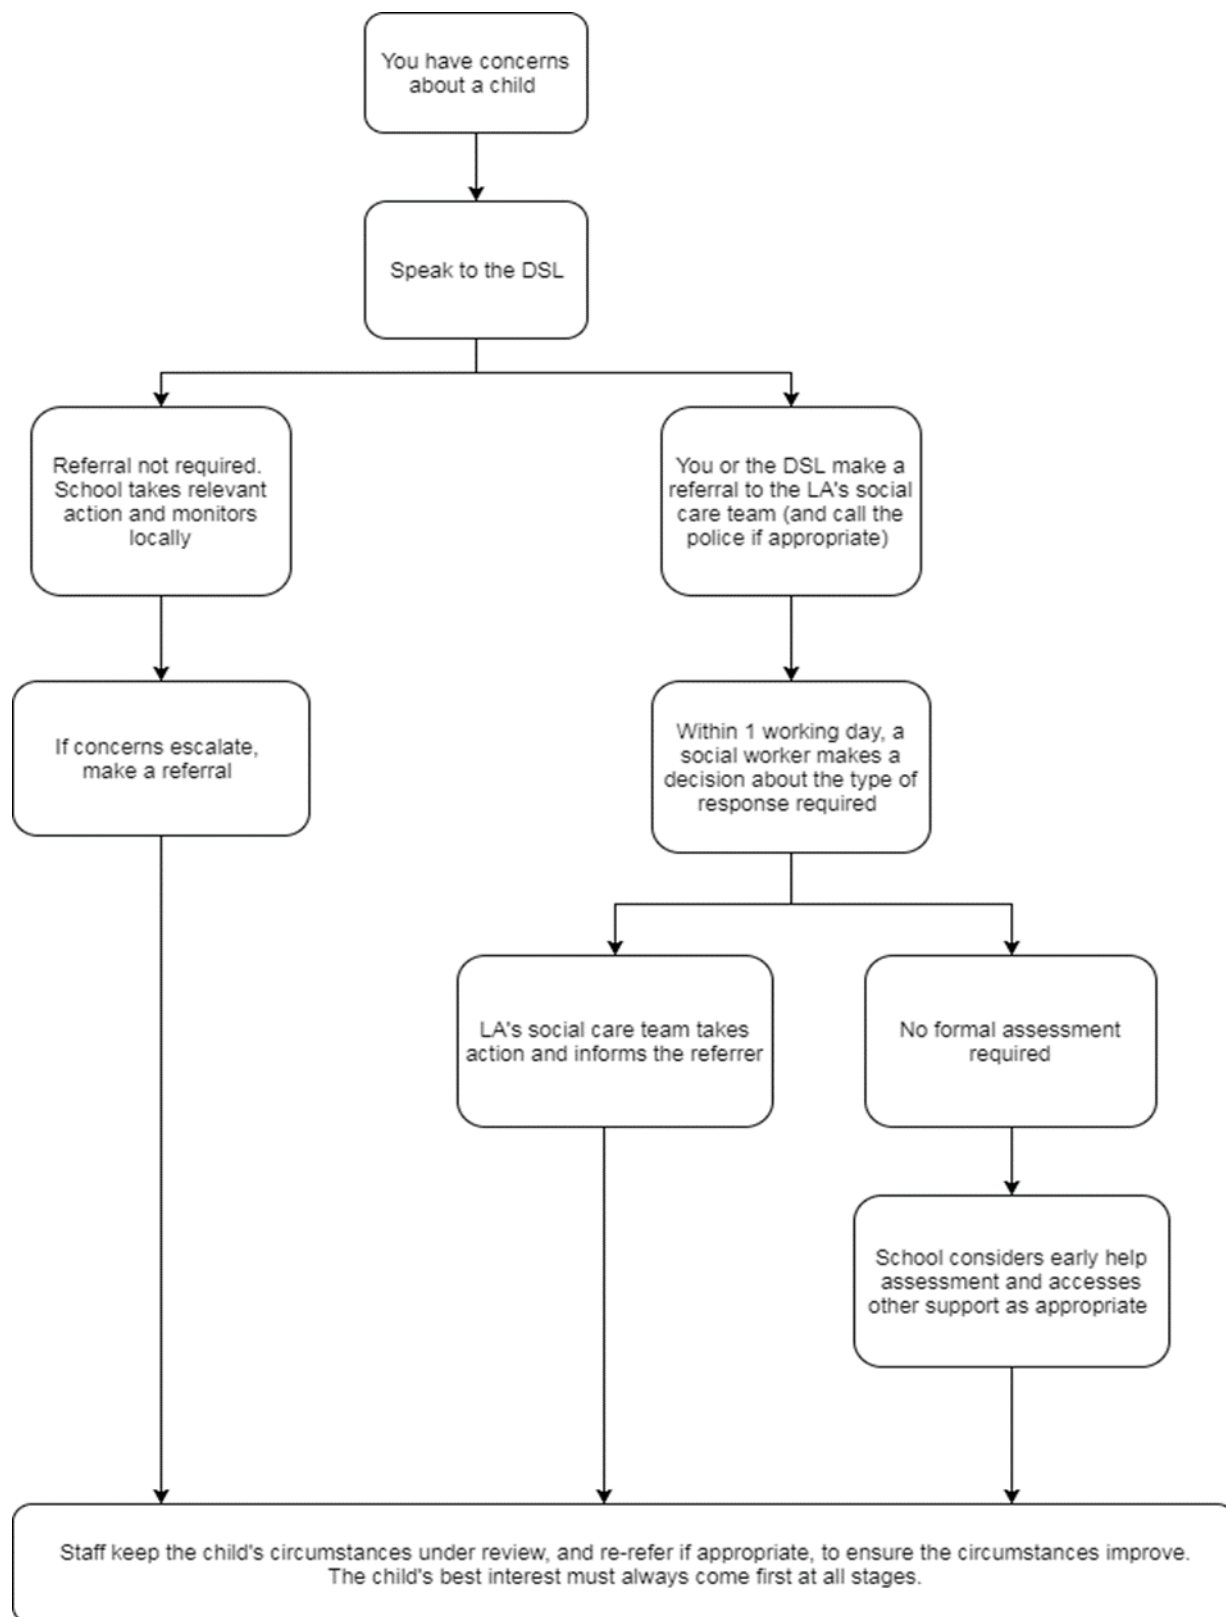 You have concerns
about a child
Speak to the DSL
Referral not required.
School takes relevant
action and monitors
locally
You or the DSL make a
referral to the LA's social
care team (and call the
police if appropriate)
If concerns escalate,
make a referral
Within 1 working day, a
social worker makes a
decision about the type of
response required
LA's social care team takes
action and informs the referrer
No formal assessment
required
School considers early help
assessment and accesses
other support as appropriate
Staff keep the child's circumstances under review, and re-refer if appropriate, to ensure the circumstances improve.
The child's best interest must always come first at all stages.